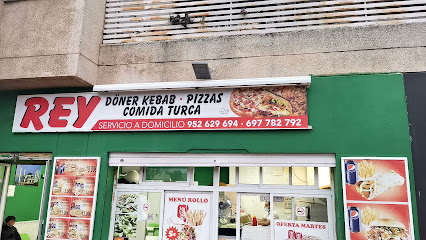 REY
DÖNER KEBAB - PIZZAS
COMIDA TURCA
SERVICIO A DOMICILIO 952 629 694 - 697 782 792
MENÚ ROLLO
OFERTA MARTES